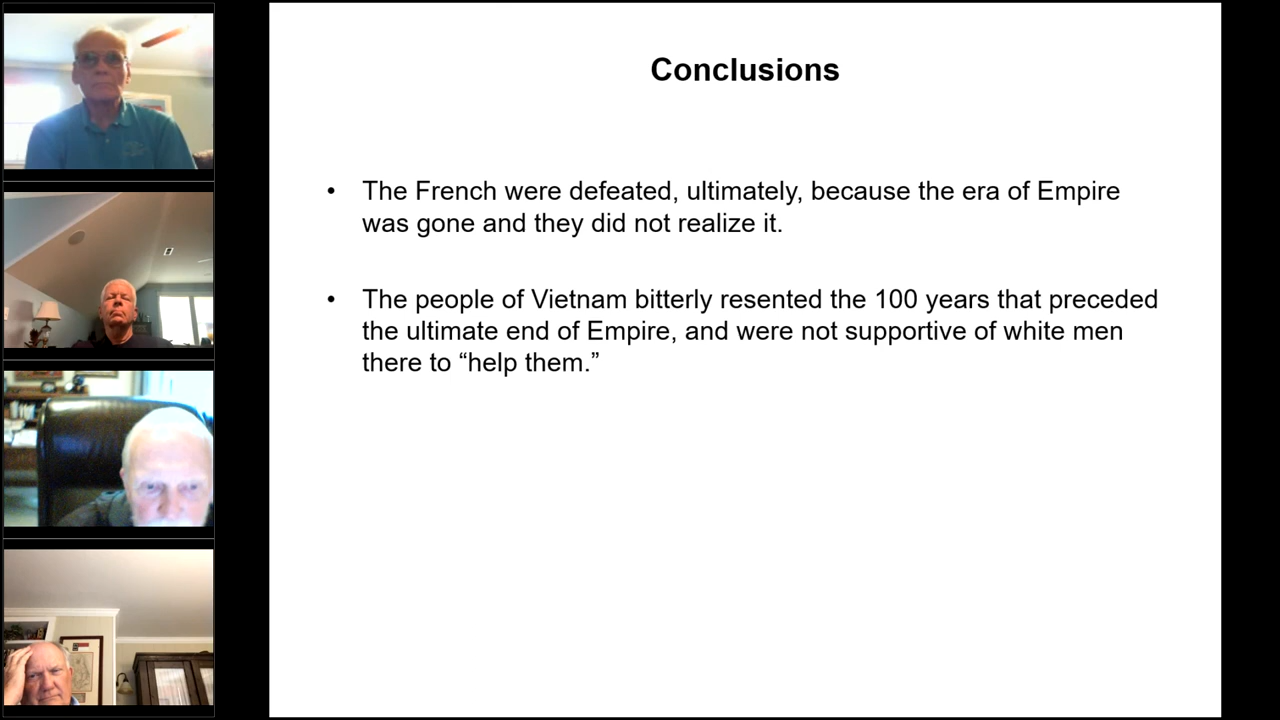 Conclusions
• The French were defeated, ultimately, because the era of Empire
was gone and they did not realize it.
• The people of Vietnam bitterly resented the 100 years that preceded
the ultimate end of Empire, and were not supportive of white men
there to “help them.”